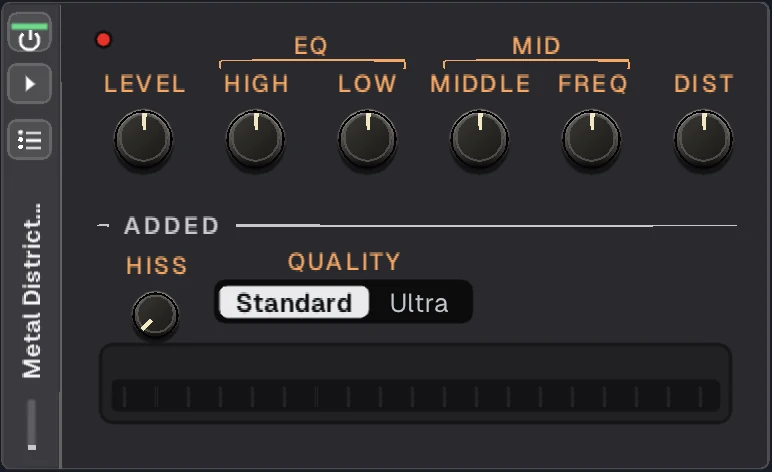 EQ
MID
LEVEL
HIGH
LOW
MIDDLE
FREQ
DIST
ADDED
HISS
QUALITY
Standard
Ultra
Metal District...